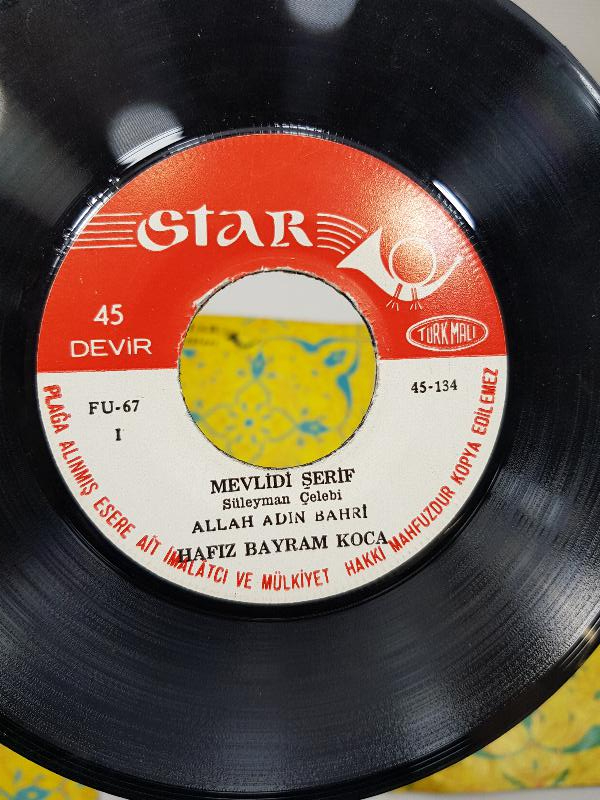 STAR
45
DEVİR
TÜRK MALI
FU-67
45-134
I
MEVLİDİ ŞERİF
Süleyman Çelebi
ALLAH ADIN BAHRİ
HAFIZ BAYRAM KOCA
PLAĞA ALINMIŞ ESERE AİT İMALÂTCI VE MÜLKİYET HAKKI MAHFUZDUR KOPYA EDİLEMEZ